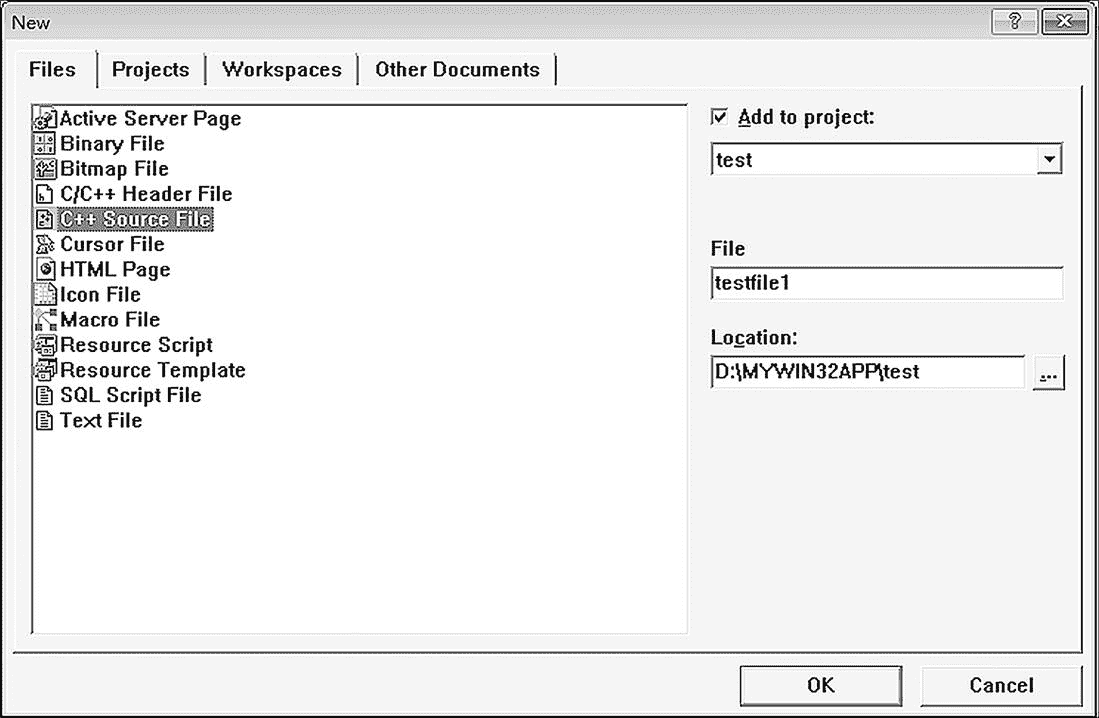 New
Files Projects Workspaces Other Documents
Active Server Page
Binary File
Bitmap File
C/C++ Header File
C++ Source File
Cursor File
HTML Page
Icon File
Macro File
Resource Script
Resource Template
SQL Script File
Text File
Add to project:
test
File
testfile1
Location:
D:\MYWIN32APP\test
...
OK Cancel